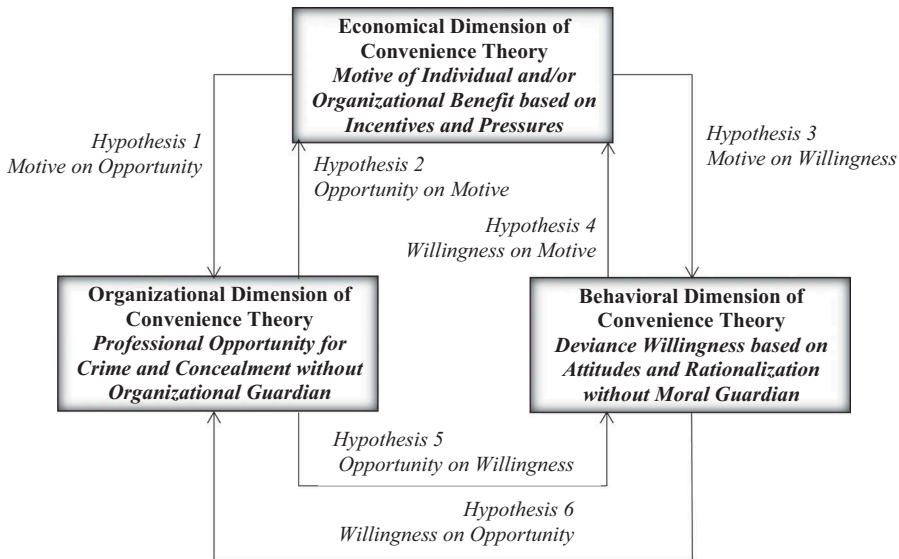 Economical Dimension of
Convenience Theory
Motive of Individual and/or
Organizational Benefit based on
Incentives and Pressures
Hypothesis 1
Motive on Opportunity
Hypothesis 2
Opportunity on Motive
Hypothesis 3
Motive on Willingness
Hypothesis 4
Willingness on Motive
Organizational Dimension of
Convenience Theory
Professional Opportunity for
Crime and Concealment without
Organizational Guardian
Behavioral Dimension of
Convenience Theory
Deviance Willingness based on
Attitudes and Rationalization
without Moral Guardian
Hypothesis 5
Opportunity on Willingness
Hypothesis 6
Willingness on Opportunity